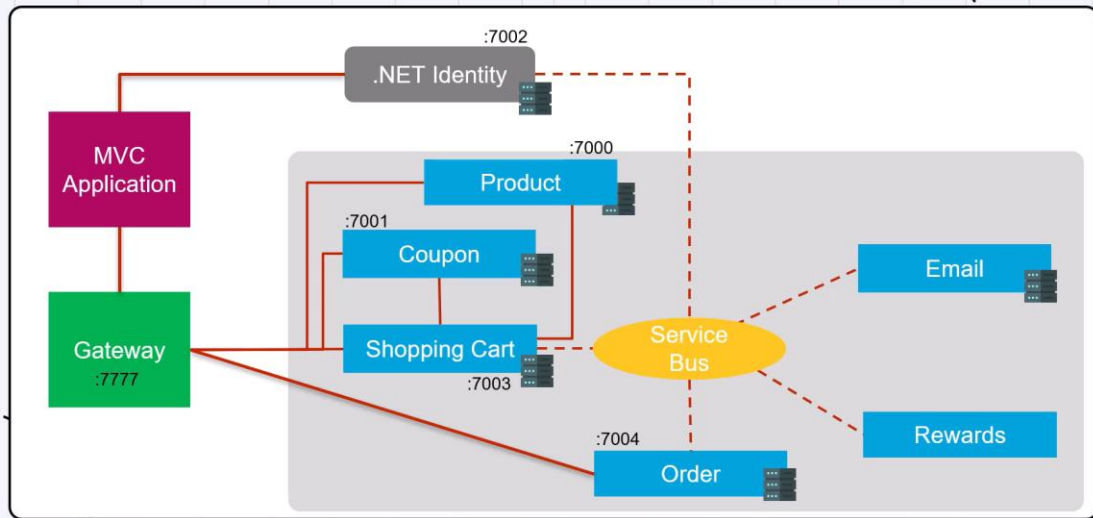 :7002
.NET Identity
MVC
Application
:7000
Product
:7001
Coupon
Email
Gateway
:7777
Shopping Cart
:7003
Service
Bus
Rewards
:7004
Order